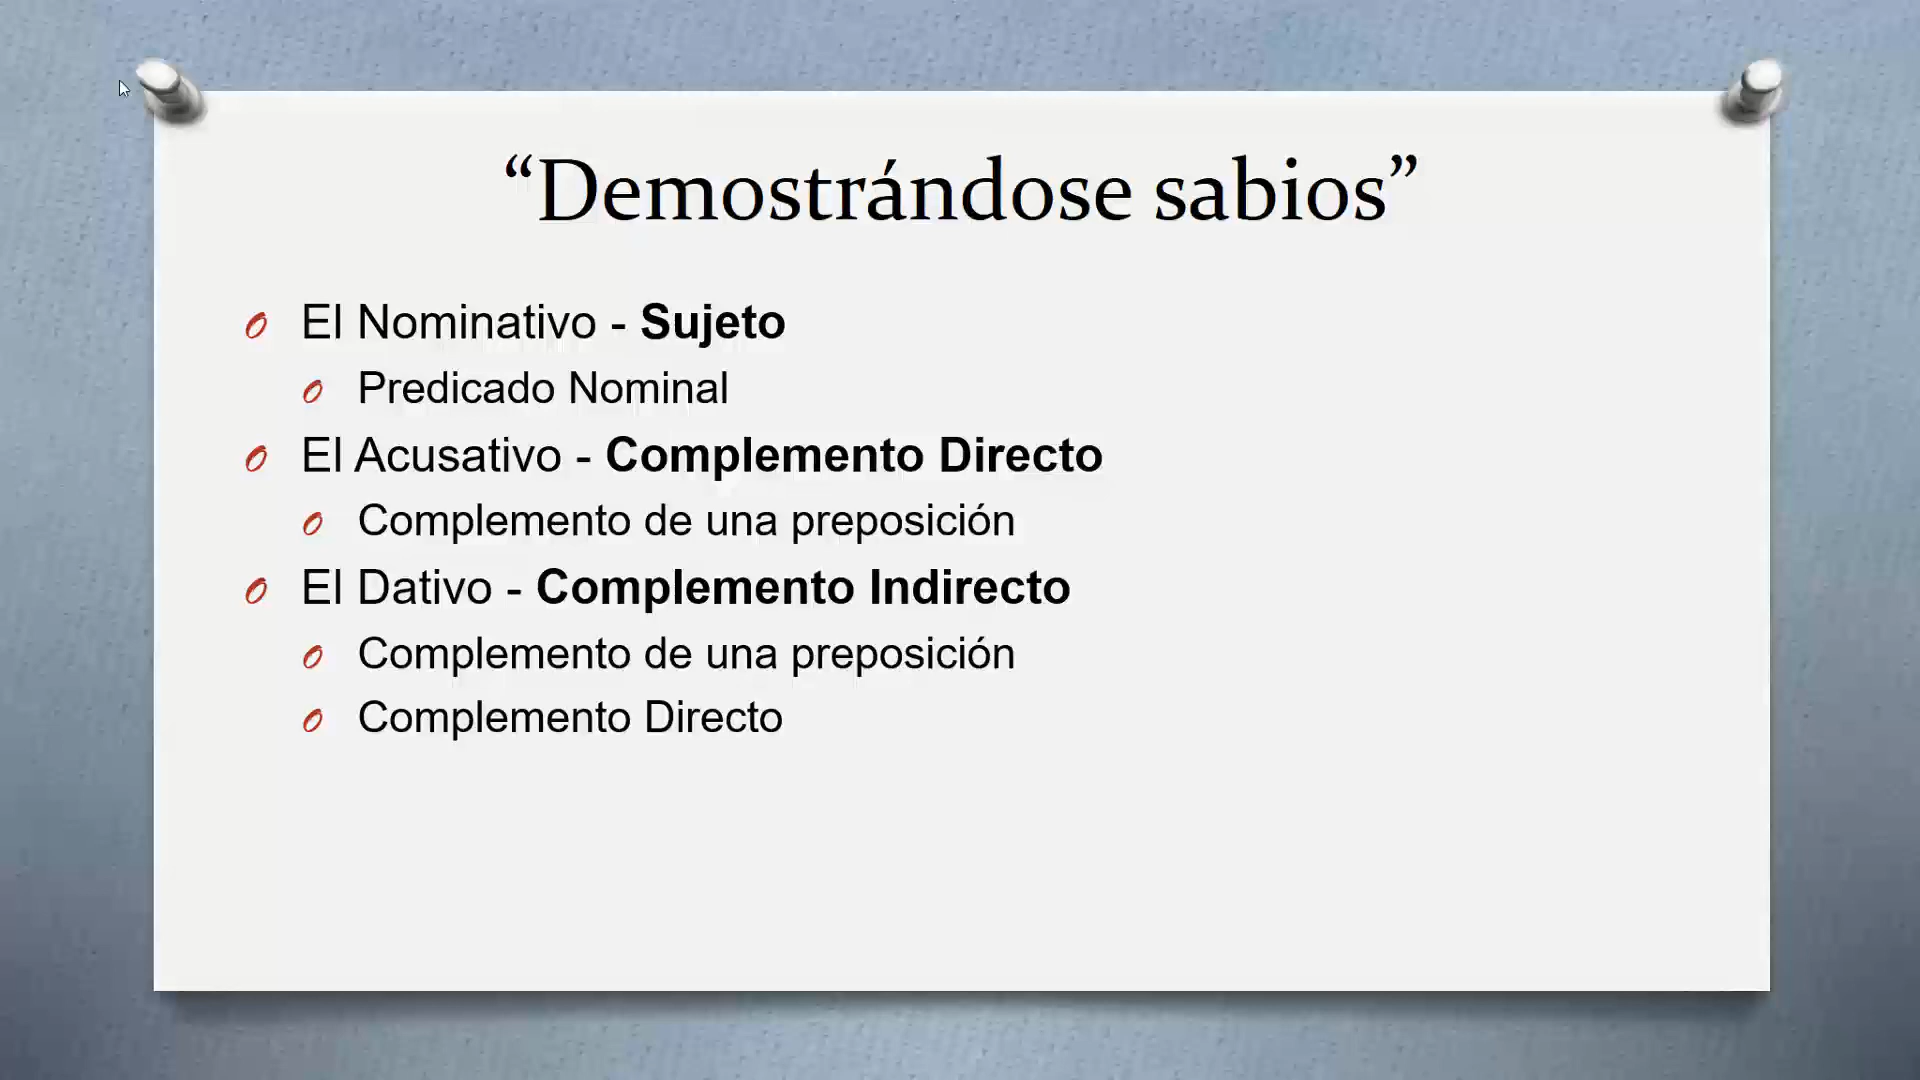 “Demostrándose sabios”
El Nominativo - Sujeto
Predicado Nominal
El Acusativo - Complemento Directo
Complemento de una preposición
El Dativo - Complemento Indirecto
Complemento de una preposición
Complemento Directo